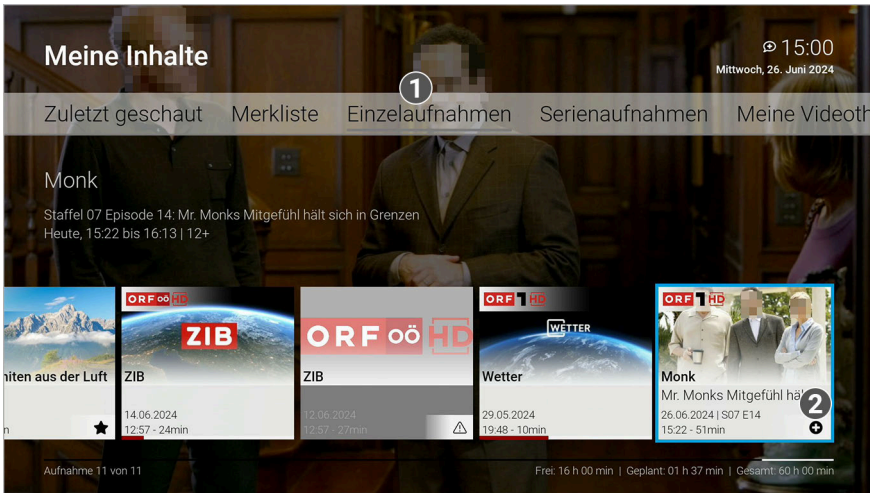 Meine Inhalte
15:00
Mittwoch, 26. Juni 2024
1
Zuletzt geschaut Merkliste Einzelaufnahmen Serienaufnahmen Meine Videoth
Monk
Staffel 07 Episode 14: Mr. Monks Mitgefühl hält sich in Grenzen
Heute, 15:22 bis 16:13 | 12+
niten aus der Luft
n
ORF oö HD
ZIB
ZIB
14.06.2024
12:57 - 24min
ORF oö HD
ZIB
12.06.2024
12:57 - 27min
ORF 1 HD
WETTER
Wetter
29.05.2024
19:48 - 10min
ORF 1 HD
Monk
Mr. Monks Mitgefühl häl
26.06.2024 | S07 E14
15:22 - 51min
2
Aufnahme 11 von 11
Frei: 16 h 00 min | Geplant: 01 h 37 min | Gesamt: 60 h 00 min